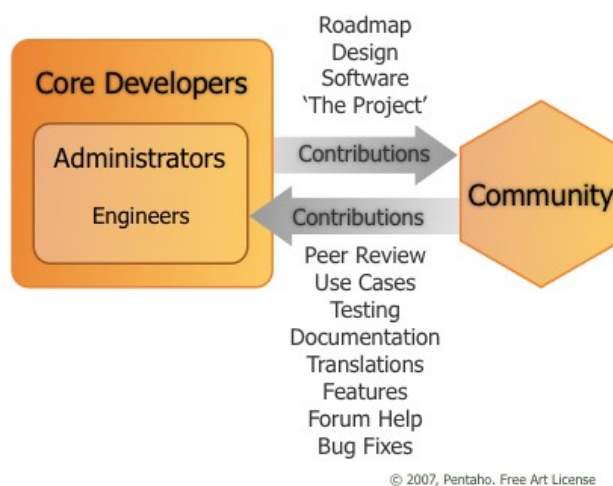 Roadmap
Design
Software
‘The Project’
Core Developers
Administrators
Engineers
Contributions
Contributions
Community
Peer Review
Use Cases
Testing
Documentation
Translations
Features
Forum Help
Bug Fixes
© 2007, Pentaho. Free Art License